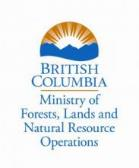 BRITISH
COLUMBIA
Ministry of
Forests, Lands and
Natural Resource
Operations